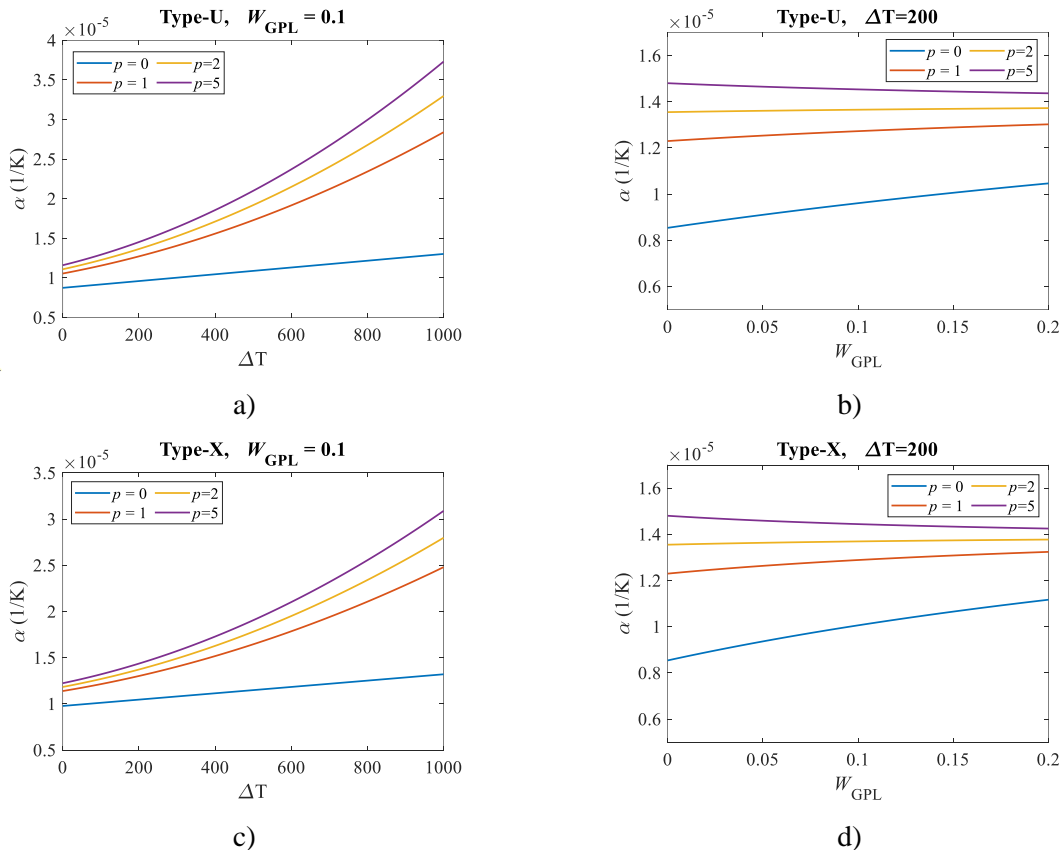 Type-U, W_GPL = 0.1
×10⁻⁵
p = 0 p=2
p = 1 p=5
4
3.5
3
2.5
2
1.5
1
0.5
α (1/K)
0 200 400 600 800 1000
ΔT
a)
Type-U, ΔT=200
×10⁻⁵
p = 0 p=2
p = 1 p=5
1.6
1.4
1.2
1
0.8
0.6
α (1/K)
0 0.05 0.1 0.15 0.2
W_GPL
b)
Type-X, W_GPL = 0.1
×10⁻⁵
p = 0 p=2
p = 1 p=5
3.5
3
2.5
2
1.5
1
0.5
α (1/K)
0 200 400 600 800 1000
ΔT
c)
Type-X, ΔT=200
×10⁻⁵
p = 0 p=2
p = 1 p=5
1.6
1.4
1.2
1
0.8
0.6
α (1/K)
0 0.05 0.1 0.15 0.2
W_GPL
d)